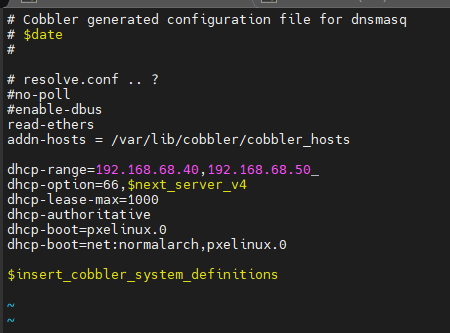 # Cobbler generated configuration file for dnsmasq
# $date
#
# resolve.conf .. ?
#no-poll
#enable-dbus
read-ethers
addn-hosts = /var/lib/cobbler/cobbler_hosts
dhcp-range=192.168.68.40,192.168.68.50_
dhcp-option=66,$next_server_v4
dhcp-lease-max=1000
dhcp-authoritative
dhcp-boot=pxelinux.0
dhcp-boot=net:normalarch,pxelinux.0
$insert_cobbler_system_definitions
~
~